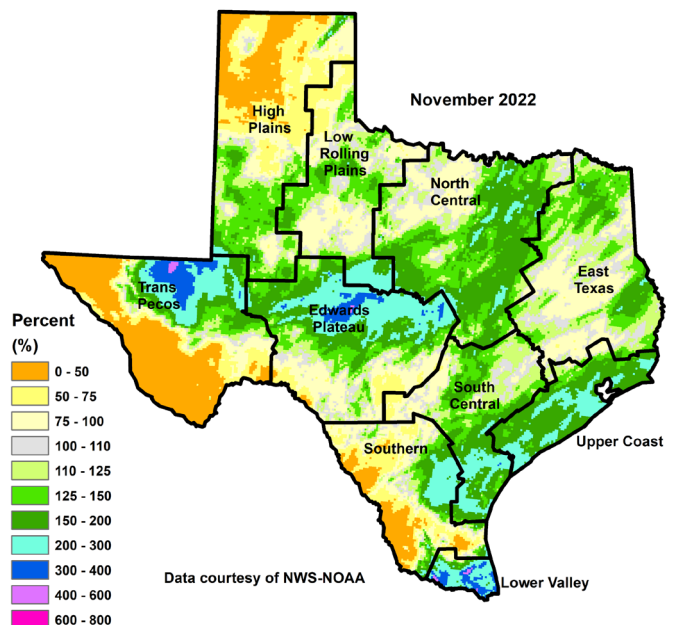 November 2022
High
Plains
Low
Rolling
Plains
North
Central
East
Texas
Trans
Pecos
Edwards
Plateau
South
Central
Southern
Upper Coast
Lower Valley
Percent
(%)
0 - 50
50 - 75
75 - 100
100 - 110
110 - 125
125 - 150
150 - 200
200 - 300
300 - 400
400 - 600
600 - 800
Data courtesy of NWS-NOAA